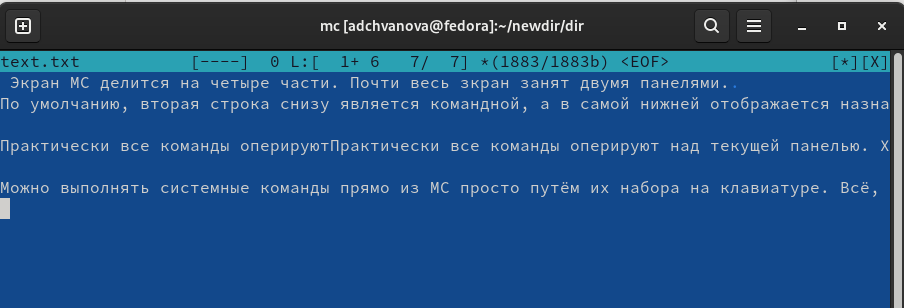 mc [adchvanova@fedora]:~/newdir/dir
text.txt [----] 0 L:[ 1+ 6 7/ 7] *(1883/1883b) <EOF> [*][X]
Экран МС делится на четыре части. Почти весь зкран занят двумя панелями..
По умолчанию, вторая строка снизу является командной, а в самой нижней отображается назна
Практически все команды оперируютПрактически все команды оперируют над текущей панелью. Х
Можно выполнять системные команды прямо из МС просто путём их набора на клавиатуре. Всё,